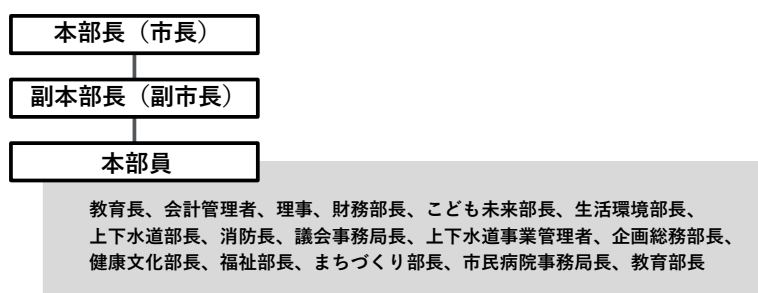 本部長（市長）
副本部長（副市長）
本部員
教育長、会計管理者、理事、財務部長、こども未来部長、生活環境部長、
上下水道部長、消防長、議会事務局長、上下水道事業管理者、企画総務部長、
健康文化部長、福祉部長、まちづくり部長、市民病院事務局長、教育部長